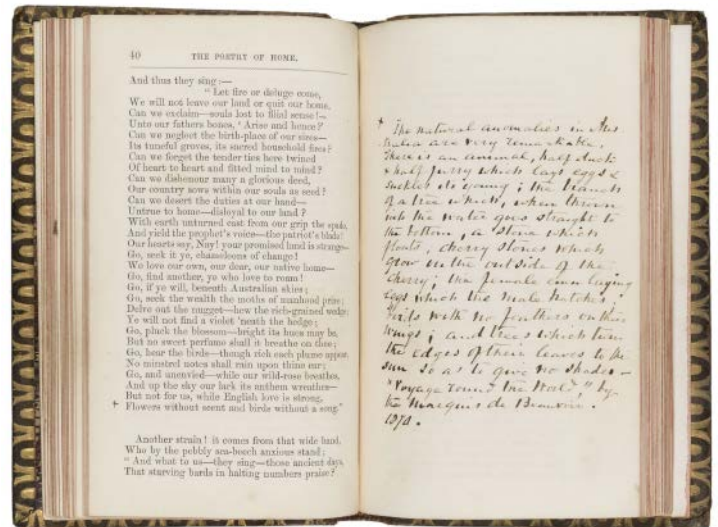 40 THE POETRY OF HOME.
And thus they sing:—
"Let fire or deluge come,
We will not leave our land or quit our home,
Can we exclaim—souls lost to filial sense!—
Unto our fathers bones, 'Arise and hence?'
Can we neglect the birth-place of our sires—
Its tuneful groves, its sacred household fires?
Can we forget the tender ties here twined
Of heart to heart and fitted mind to mind?
Can we dishonour many a glorious deed,
Our country sows within our souls as seed?
Can we desert the duties at our hand—
Untrue to home—disloyal to our land?
With earth unturned cast from our grip the spade,
And yield the prophet's voice—the patriot's blade?
Our hearts say, Nay! your promised land is strange—
Go, seek it ye, chameleons of change!
We love our own, our dear, our native home—
Go, find another, ye who love to roam!
Go, if ye will, beneath Australian skies;
Go, seek the wealth the moths of manhood prize;
Delve out the nugget—how the rich-grained wedge
Ye will not find a violet 'neath the hedge;
Go, pluck the blossom—bright its hues may be,
But no sweet perfume shall it breathe on thee;
Go, hear the birds—though rich each plume appear
No minstrel notes shall rain upon thine ear;
Go, and unenvied—while our wild-rose breathes,
And up the sky our lark its anthem wreathes—
But not for us, while English love is strong,
+ Flowers without scent and birds without a song."
Another strain! it comes from that wide land.
Who by the pebbly sea-beech anxious stand;
"And what to us—they sing—those ancient days,
That starving bards in halting numbers praise?
+ The natural anomalies in Aus
tralia are very remarkable,
There is an animal, half duck
& half furry which lays eggs &
suckles its young; the branch
of a tree which, when thrown
into the water goes straight to
the bottom, a stone which
floats, cherry stones which
grow on the outside of the
cherry; the female emu laying
eggs which the male hatches;
birds with no feathers on their
wings; and trees which turn
the edges of their leaves to the
sun so as to give no shade—
"Voyage round the World" by
the Marquis de Beauvoir.
1870.